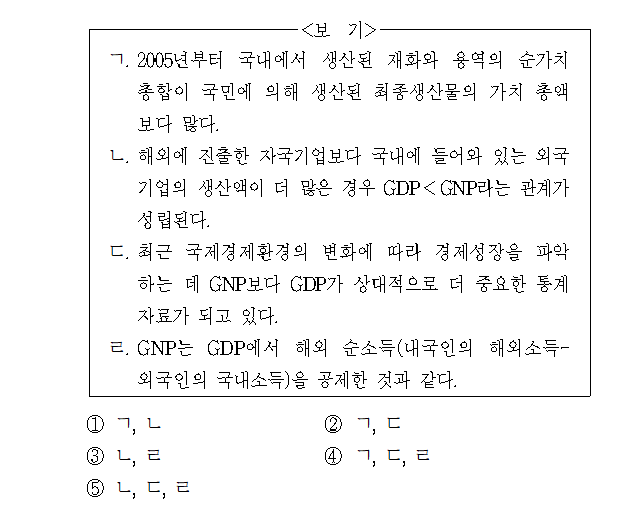 <보 기>
ㄱ. 2005년부터 국내에서 생산된 재화와 용역의 순가치
총합이 국민에 의해 생산된 최종생산물의 가치 총액
보다 많다.
ㄴ. 해외에 진출한 자국기업보다 국내에 들어와 있는 외국
기업의 생산액이 더 많은 경우 GDP<GNP라는 관계가
성립된다.
ㄷ. 최근 국제경제환경의 변화에 따라 경제성장을 파악
하는 데 GNP보다 GDP가 상대적으로 더 중요한 통계
자료가 되고 있다.
ㄹ. GNP는 GDP에서 해외 순소득(내국인의 해외소득-
외국인의 국내소득)을 공제한 것과 같다.
① ㄱ, ㄴ ② ㄱ, ㄷ
③ ㄴ, ㄹ ④ ㄱ, ㄷ, ㄹ
⑤ ㄴ, ㄷ, ㄹ